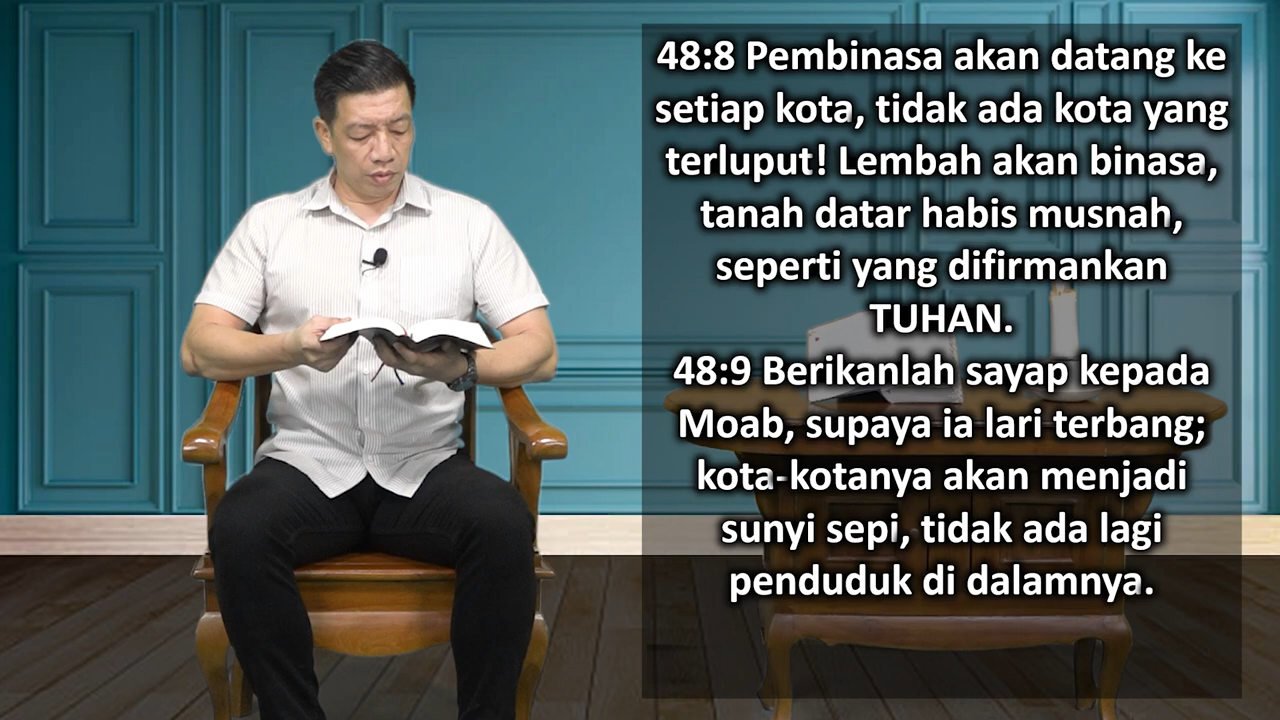 48:8 Pembinasa akan datang ke
setiap kota, tidak ada kota yang
terluput! Lembah akan binasa,
tanah datar habis musnah,
seperti yang difirmankan
TUHAN.
48:9 Berikanlah sayap kepada
Moab, supaya ia lari terbang;
kota-kotanya akan menjadi
sunyi sepi, tidak ada lagi
penduduk di dalamnya.